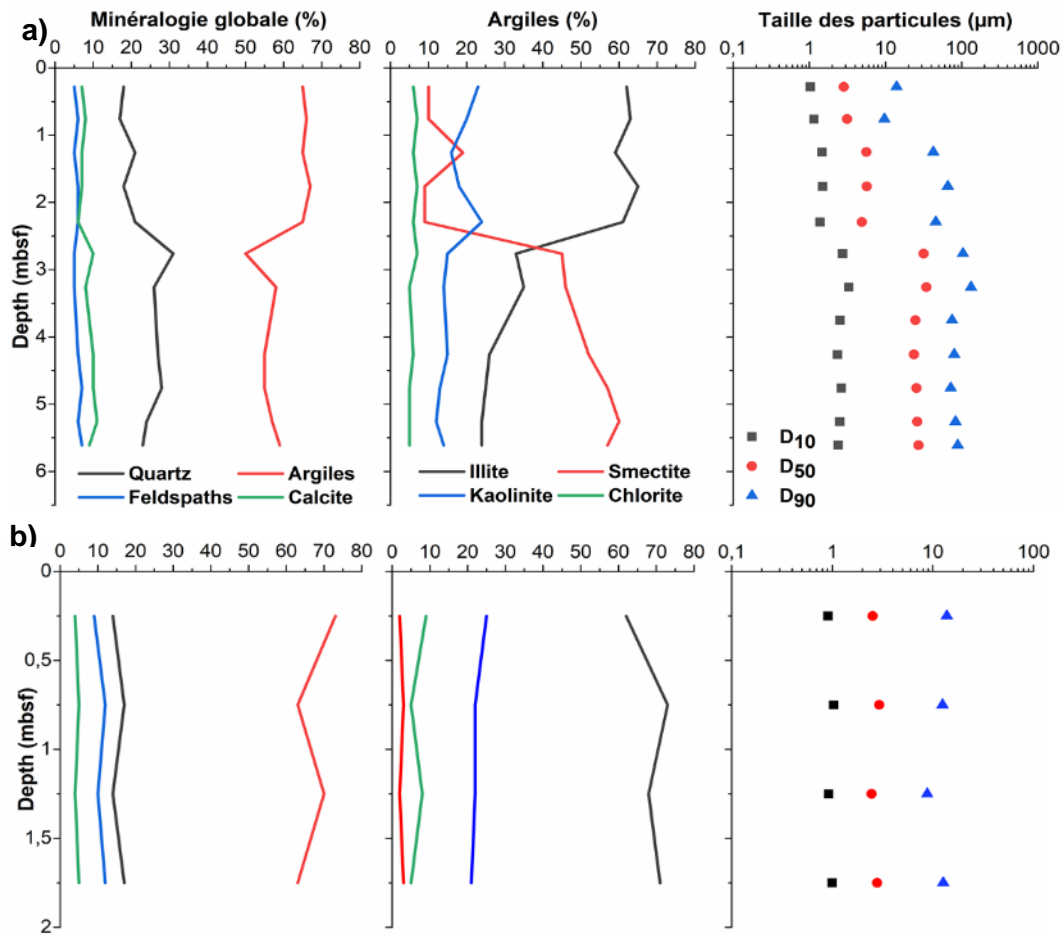 a)
Minéralogie globale (%)
Argiles (%)
Taille des particules (µm)
0 10 20 30 40 50 60 70 80
0 10 20 30 40 50 60 70 80
0,1 1 10 100 1000
Depth (mbsf)
0
1
2
3
4
5
6
Quartz Argiles
Feldspaths Calcite
Illite Smectite
Kaolinite Chlorite
D10
D50
D90
b)
0 10 20 30 40 50 60 70 80
0 10 20 30 40 50 60 70 80
0,1 1 10 100
Depth (mbsf)
0
0,5
1
1,5
2